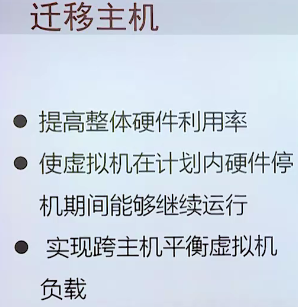 迁移主机
提高整体硬件利用率
使虚拟机在计划内硬件停
机期间能够继续运行
实现跨主机平衡虚拟机
负载